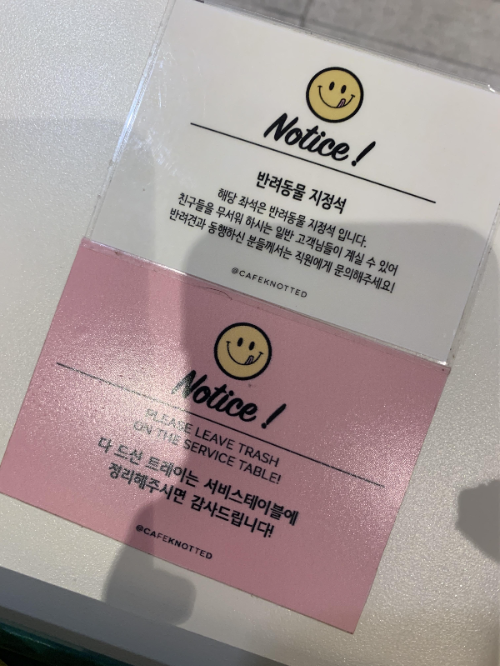 Notice!
반려동물 지정석
해당 좌석은 반려동물 지정석 입니다.
친구들을 무서워 하시는 일반 고객님들이 계실 수 있어
반려견과 동행하신 분들께서는 직원에게 문의해주세요!
@CAFEKNOTTED
Notice!
PLEASE LEAVE TRASH
ON THE SERVICE TABLE!
다 드신 트레이는 서비스테이블에
정리해주시면 감사드립니다!
@CAFEKNOTTED